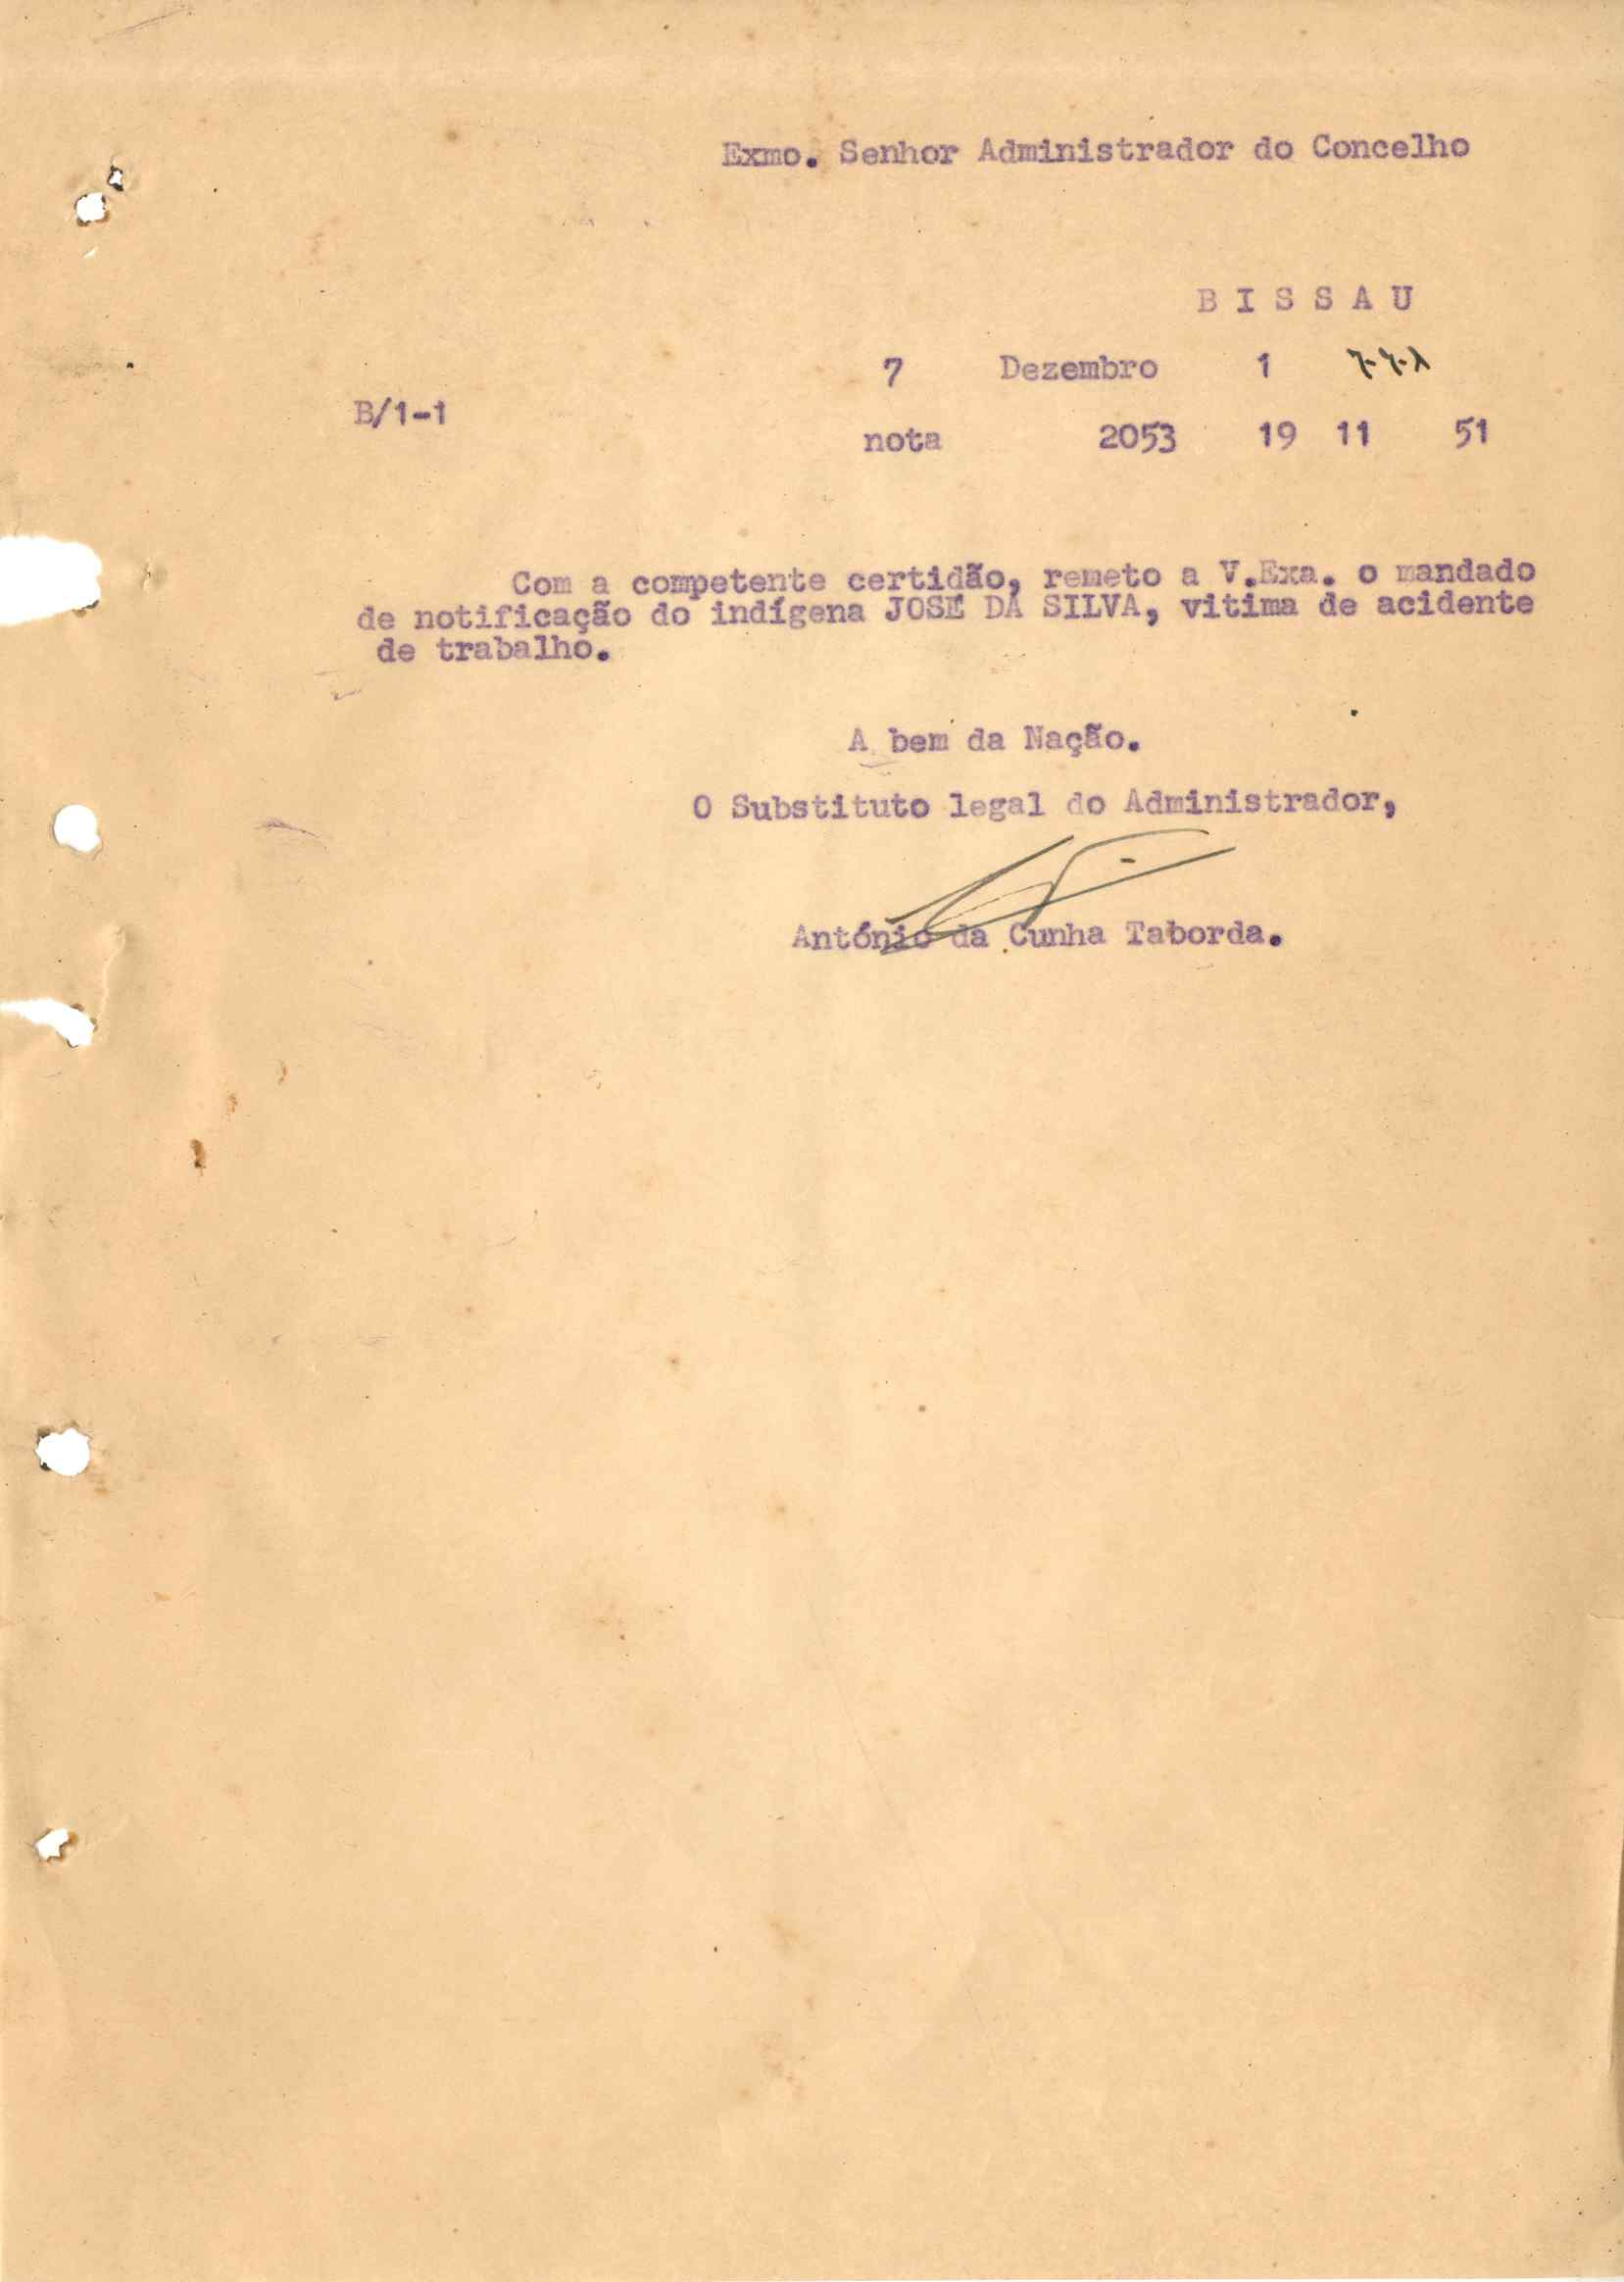 Exmo. Senhor Administrador do Concelho
B I S S A U
7 Dezembro 1
B/1-1
nota 2053 19 11 51
Com a competente certidão, remeto a V.Exa. o mandado
de notificação do indígena JOSÉ DA SILVA, vitima de acidente
de trabalho.
A bem da Nação.
O Substituto legal do Administrador,
António da Cunha Taborda.